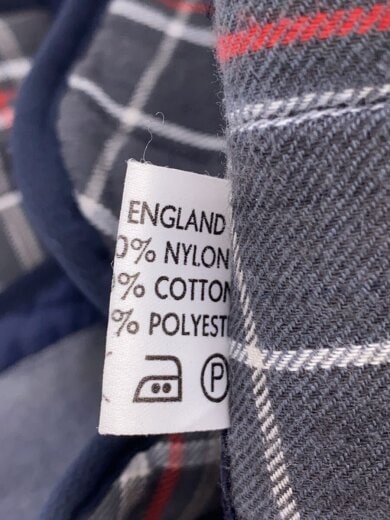 ENGLAND
0% NYLON
% COTTON
% POLYEST
P